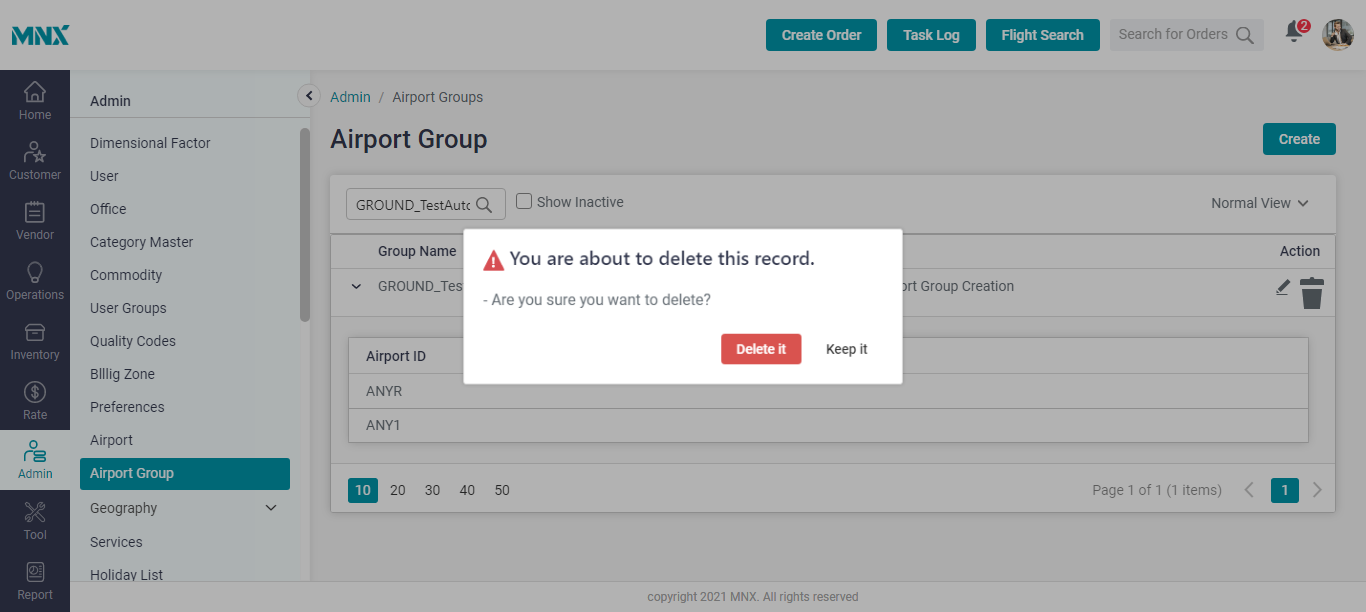 MNX
Create Order
Task Log
Flight Search
Search for Orders
2
Home
Customer
Vendor
Operations
Inventory
Rate
Admin
Tool
Report
Admin
Dimensional Factor
User
Office
Category Master
Commodity
User Groups
Quality Codes
Bllig Zone
Preferences
Airport
Airport Group
Geography
Services
Holiday List
Admin / Airport Groups
Airport Group
Create
GROUND_TestAuto
Show Inactive
Normal View
Group Name
Action
GROUND_Tes
ort Group Creation
You are about to delete this record.
- Are you sure you want to delete?
Delete it
Keep it
Airport ID
ANYR
ANY1
10 20 30 40 50
Page 1 of 1 (1 items)
1
copyright 2021 MNX. All rights reserved